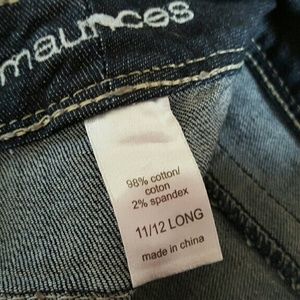 maurices
98% cotton/
coton
2% spandex
11/12 LONG
made in china